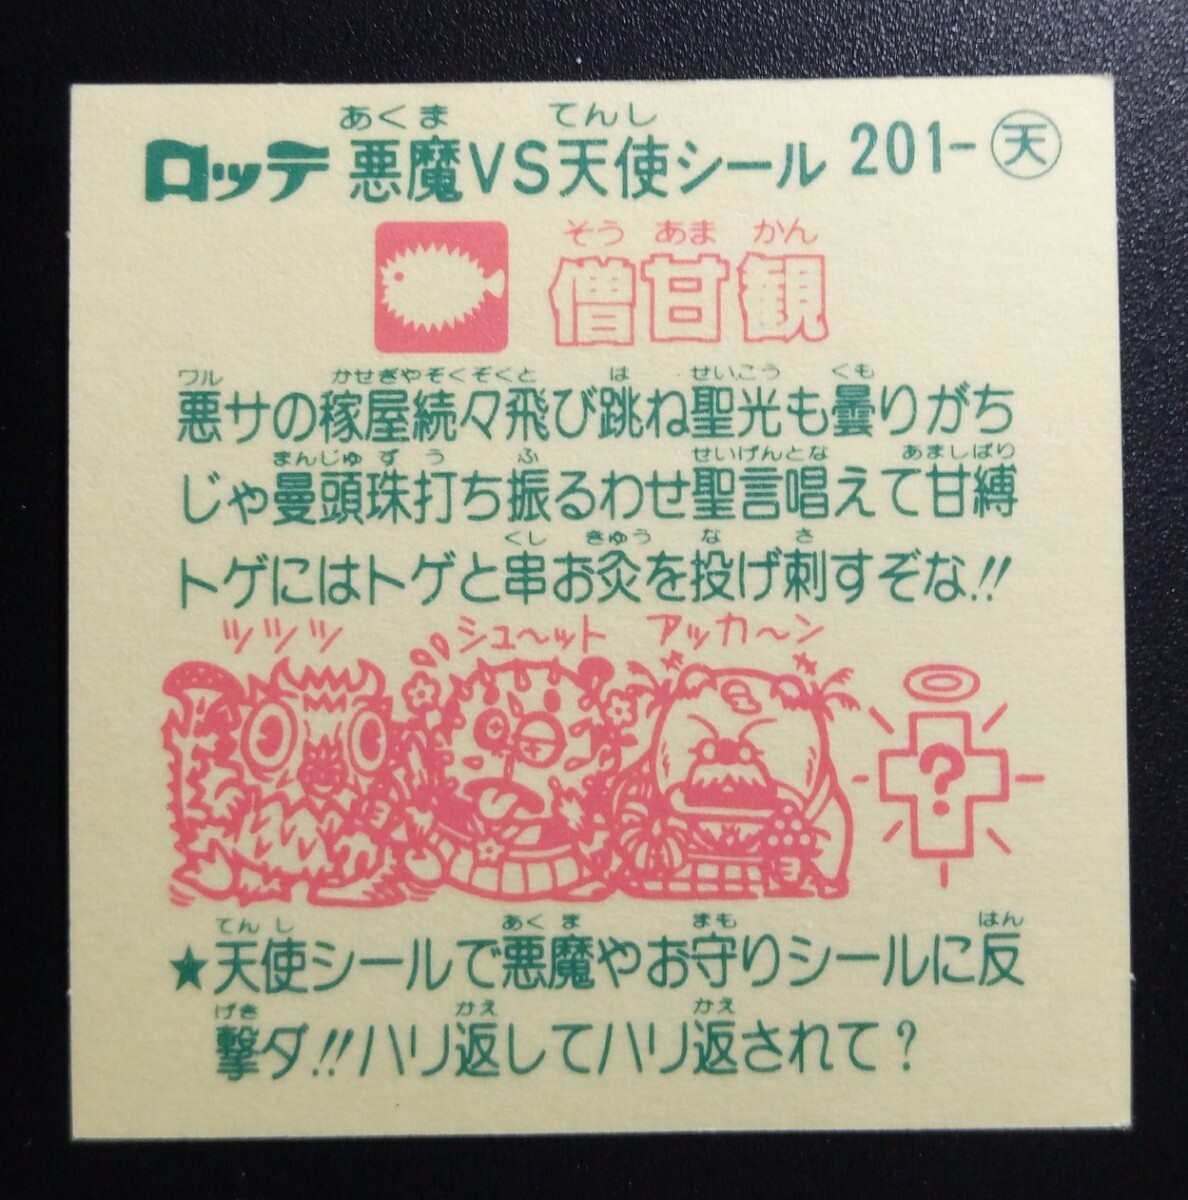 あくま てんし
ロッテ 悪魔VS天使シール 201-天
そう あま かん
僧甘観
ワル かせぎやぞくぞくと は せいこう くも
悪サの稼屋続々飛び跳ね聖光も曇りがち
まんじゅ ずう ふ せいげんとな あましばり
じゃ曼頭珠打ち振るわせ聖言唱えて甘縛
くし きゅう な さ
トゲにはトゲと串お灸を投げ刺すぞな!!
ツツツ シュ〜ット アッカ〜ン
?
てんし あくま まも はん
★天使シールで悪魔やお守りシールに反
げき かえ かえ
撃ダ!!ハリ返してハリ返されて?